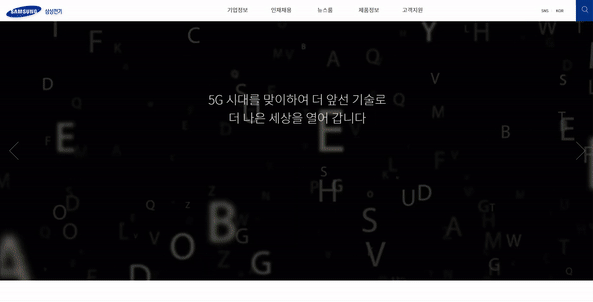 SAMSUNG 삼성전기
기업정보 인재채용 뉴스룸 제품정보 고객지원
SNS KOR
5G 시대를 맞이하여 더 앞선 기술로
더 나은 세상을 열어 갑니다